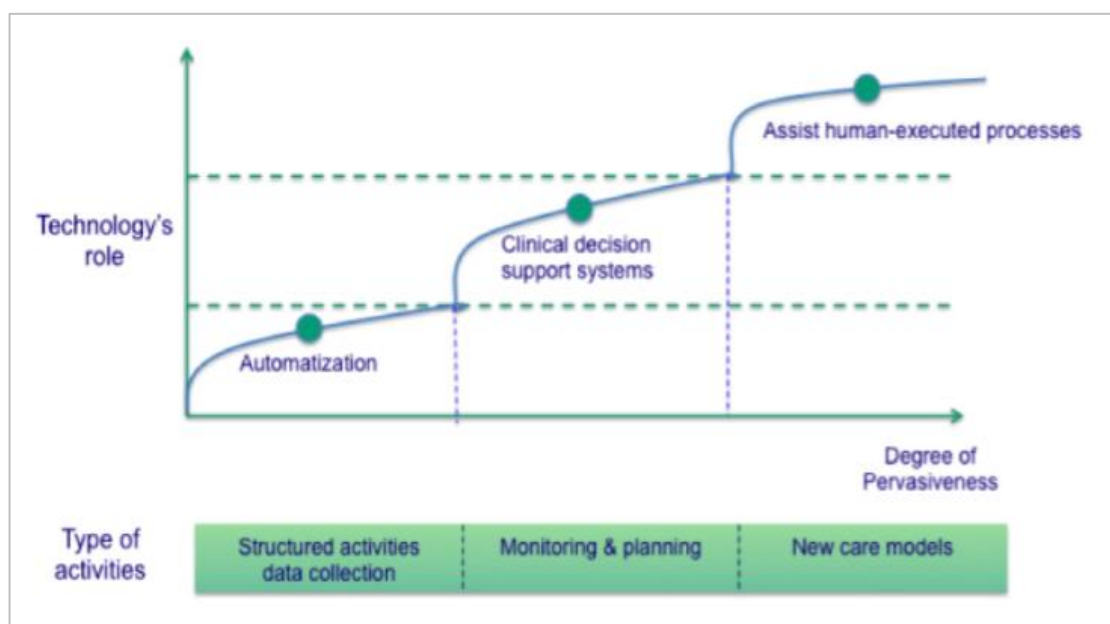 Assist human-executed processes
Technology's
role
Clinical decision
support systems
Automatization
Degree of
Pervasiveness
Type of
activities
Structured activities
data collection
Monitoring & planning
New care models